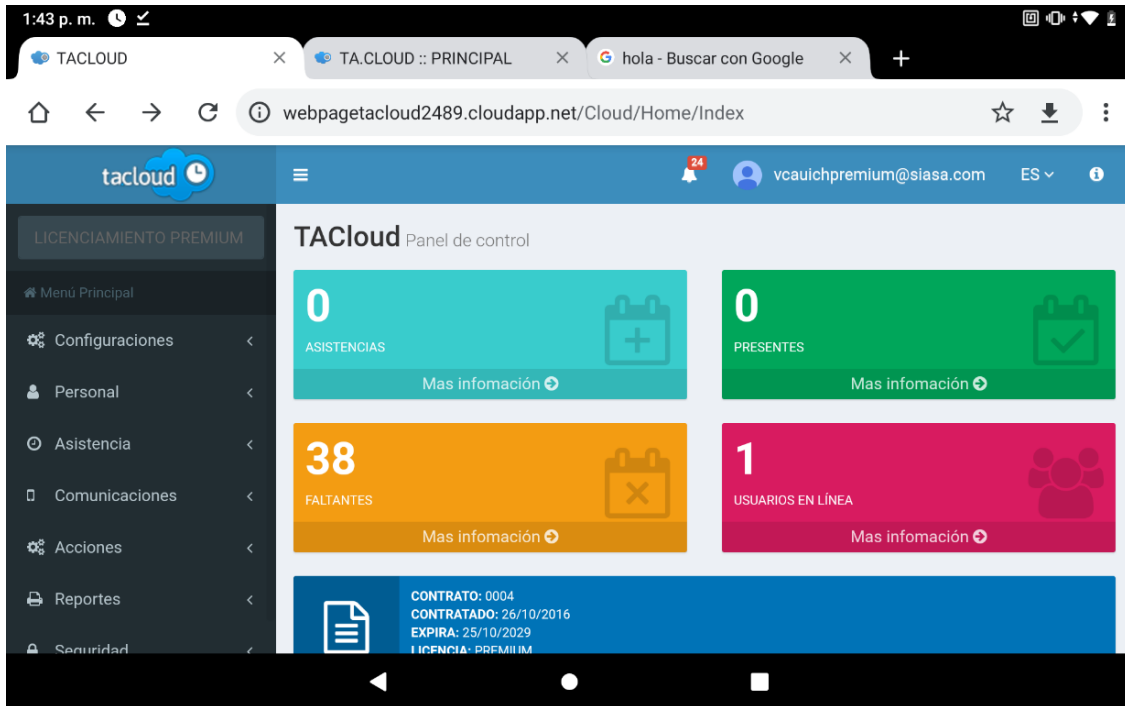 1:43 p. m.
TACLOUD
TA.CLOUD :: PRINCIPAL
hola - Buscar con Google
webpagetacloud2489.cloudapp.net/Cloud/Home/Index
tacloud
24
vcauichpremium@siasa.com
ES
LICENCIAMIENTO PREMIUM
TACloud Panel de control
Menú Principal
Configuraciones
Personal
Asistencia
Comunicaciones
Acciones
Reportes
Seguridad
0
ASISTENCIAS
Mas infomación
0
PRESENTES
Mas infomación
38
FALTANTES
Mas infomación
1
USUARIOS EN LÍNEA
Mas infomación
CONTRATO: 0004
CONTRATADO: 26/10/2016
EXPIRA: 25/10/2029
LICENCIA: PREMIUM